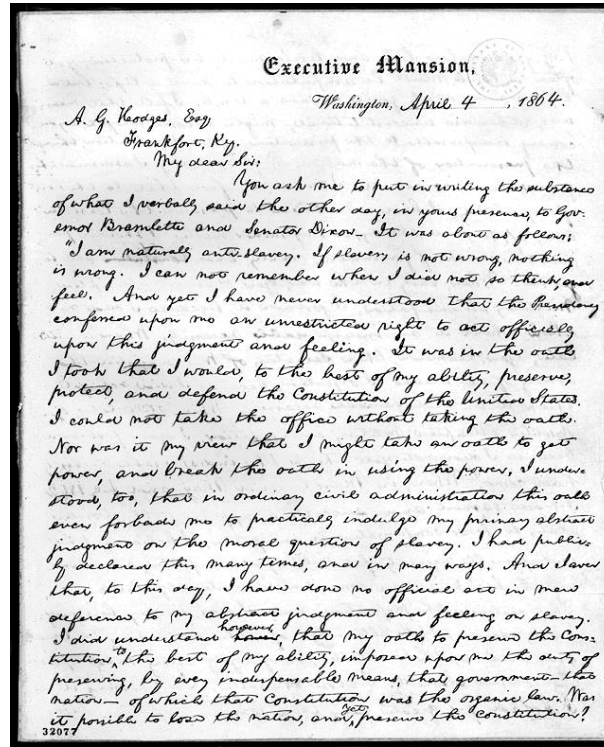 Executive Mansion,
Washington, April 4, 1864.
A. G. Hodges, Esq
Frankfort, Ky.
My dear Sir:
You ask me to put in writing the substance
of what I verbally said the other day, in your presence, to Gov-
ernor Bramlette and Senator Dixon. It was about as follows:
"I am naturally anti-slavery. If slavery is not wrong, nothing
is wrong. I can not remember when I did not so think, and
feel. And yet I have never understood that the Presidency
conferred upon me an unrestricted right to act officially
upon this judgment and feeling. It was in the oath
I took that I would, to the best of my ability, preserve,
protect, and defend the Constitution of the United States.
I could not take the office without taking the oath.
Nor was it my view that I might take an oath to get
power, and break the oath in using the power. I under-
stood, too, that in ordinary civil administration this oath
even forbade me to practically indulge my primary abstract
judgment on the moral question of slavery. I had public-
ly declared this many times, and in many ways. And I aver
that, to this day, I have done no official act in mere
deference to my abstract judgment and feeling on slavery.
I did understand however, that my oath to preserve the Cons-
titution to the best of my ability, imposed upon me the duty of
preserving, by every indispensable means, that government—that
nation—of which that Constitution was the organic law. Was
it possible to lose the nation, and yet preserve the Constitution?
32077